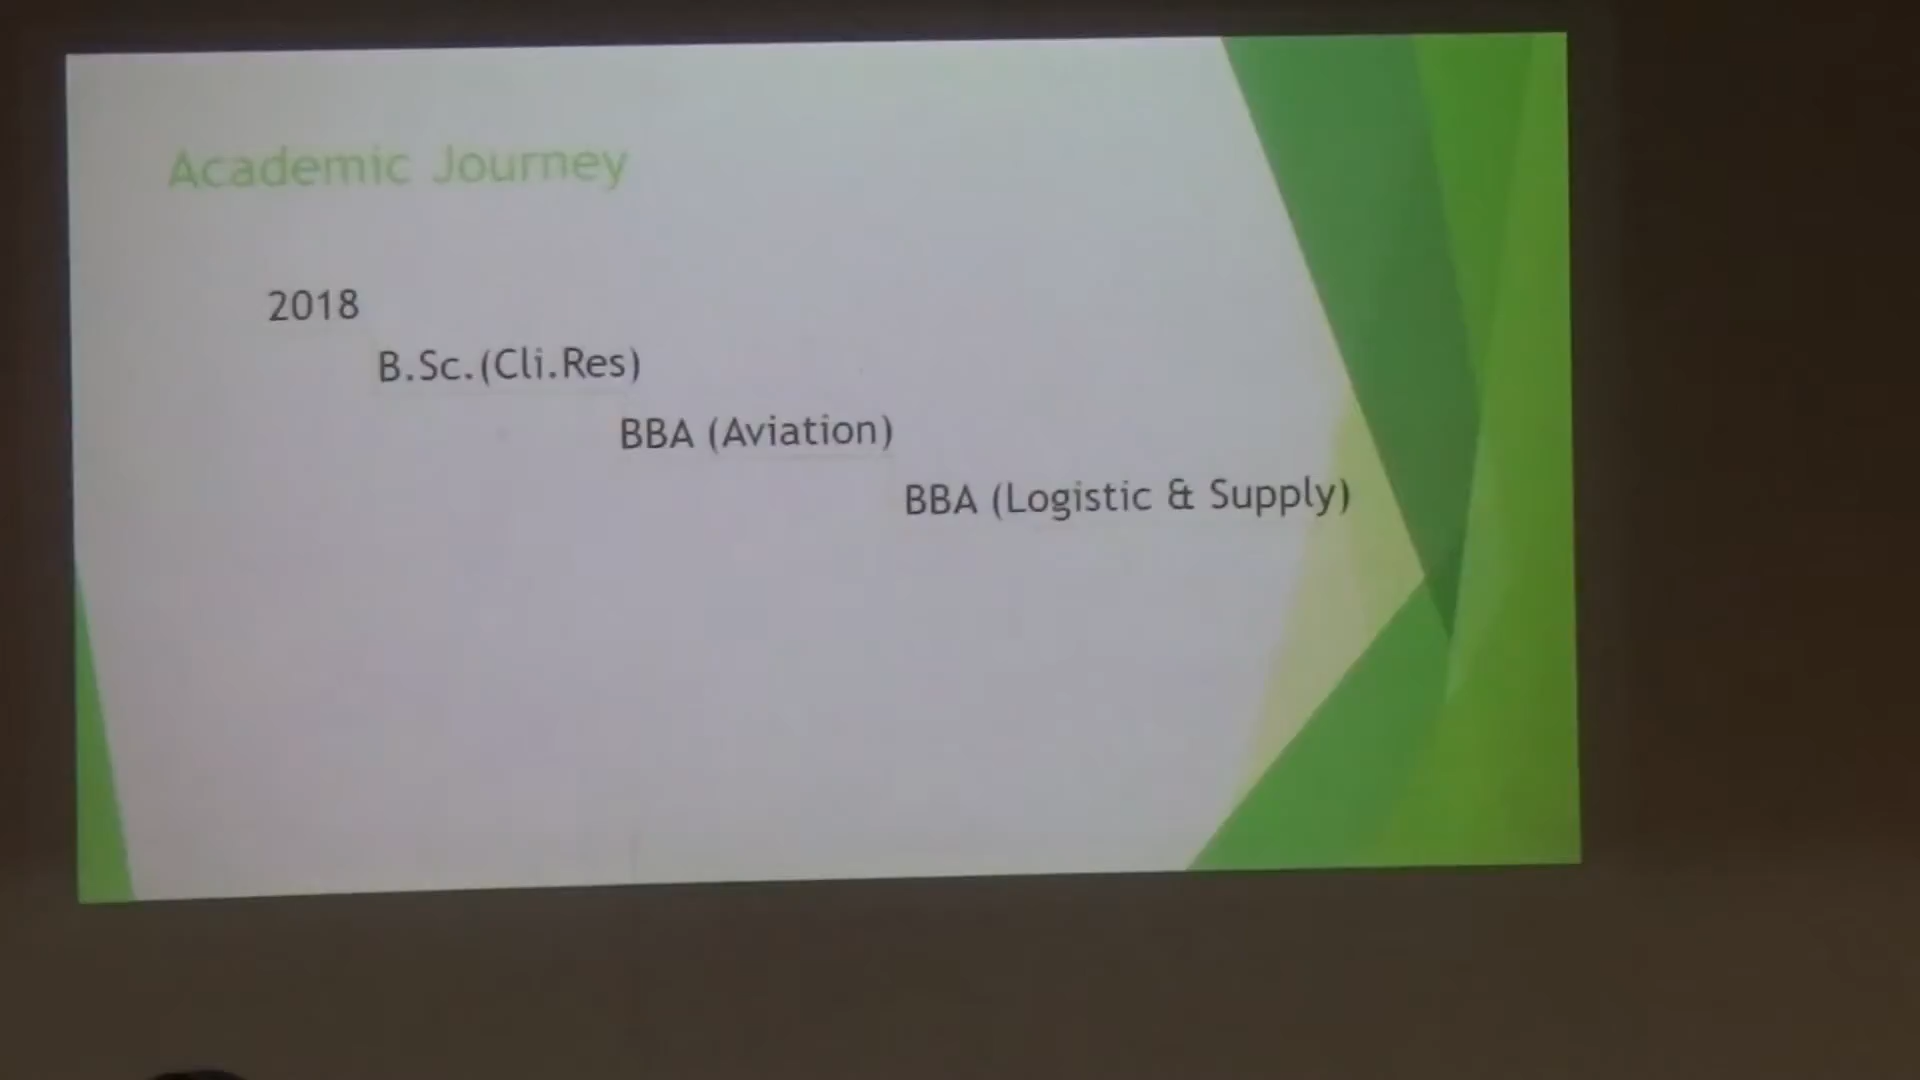 Academic Journey
2018
B.Sc.(Cli.Res)
BBA (Aviation)
BBA (Logistic & Supply)